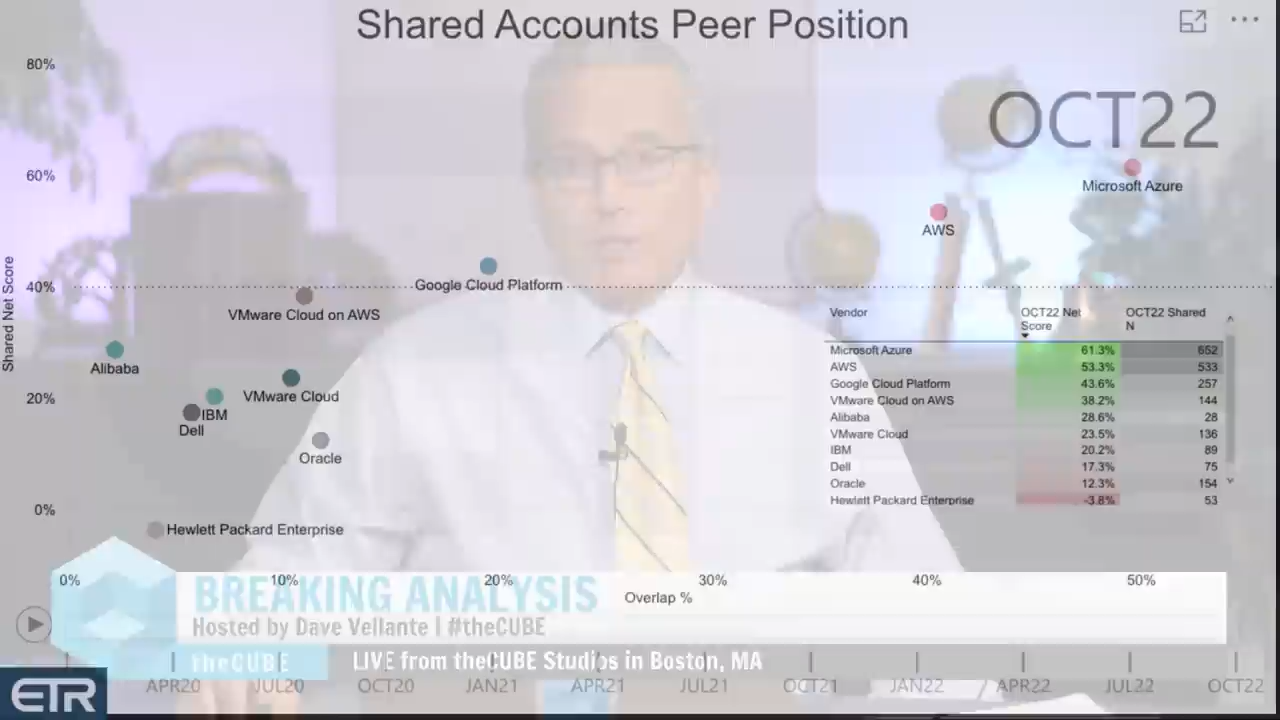 Shared Accounts Peer Position
80%
OCT22
60%
Microsoft Azure
AWS
40%
Google Cloud Platform
VMware Cloud on AWS
Shared Net Score
Alibaba
VMware Cloud
20%
IBM
Dell
Oracle
0%
Hewlett Packard Enterprise
Vendor OCT22 Net Score OCT22 Shared N
Microsoft Azure 61.3% 652
AWS 53.3% 533
Google Cloud Platform 43.6% 257
VMware Cloud on AWS 38.2% 144
Alibaba 28.6% 28
VMware Cloud 23.5% 136
IBM 20.2% 89
Dell 17.3% 75
Oracle 12.3% 154
Hewlett Packard Enterprise -3.8% 53
0% 10% 20% 30% 40% 50%
Overlap %
BREAKING ANALYSIS
Hosted by Dave Vellante | #theCUBE
theCUBE LIVE from theCUBE Studios in Boston, MA
APR20 JUL20 OCT20 JAN21 APR21 JUL21 OCT21 JAN22 APR22 JUL22 OCT22
ETR